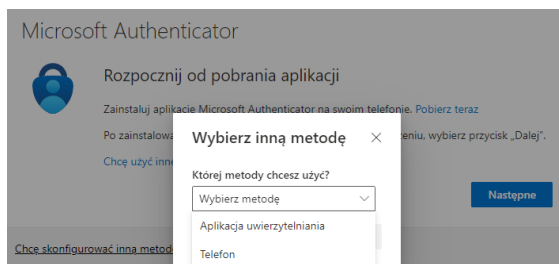 Microsoft Authenticator
Rozpocznij od pobrania aplikacji
Zainstaluj aplikację Microsoft Authenticator na swoim telefonie. Pobierz teraz
Po zainstalowa
ceniu, wybierz przycisk „Dalej”.
Chcę użyć inne
Wybierz inną metodę
Której metody chcesz użyć?
Wybierz metodę
Następne
Aplikacja uwierzytelniania
Chcę skonfigurować inną metodę
Telefon